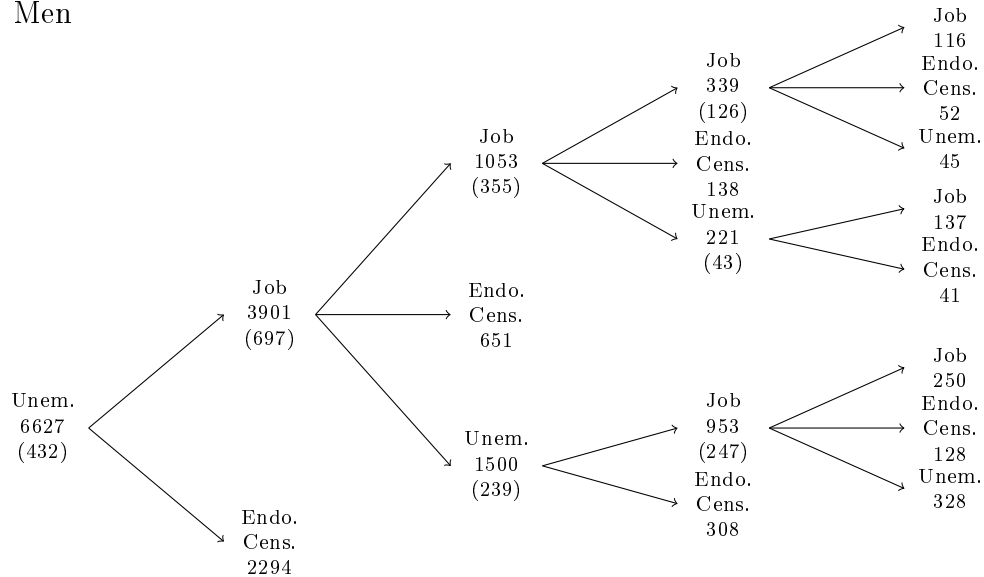 Men
Unem.
6627
(432)
Job
3901
(697)
Endo.
Cens.
2294
Job
1053
(355)
Endo.
Cens.
651
Unem.
1500
(239)
Job
339
(126)
Endo.
Cens.
138
Unem.
221
(43)
Job
953
(247)
Endo.
Cens.
308
Job
116
Endo.
Cens.
52
Unem.
45
Job
137
Endo.
Cens.
41
Job
250
Endo.
Cens.
128
Unem.
328